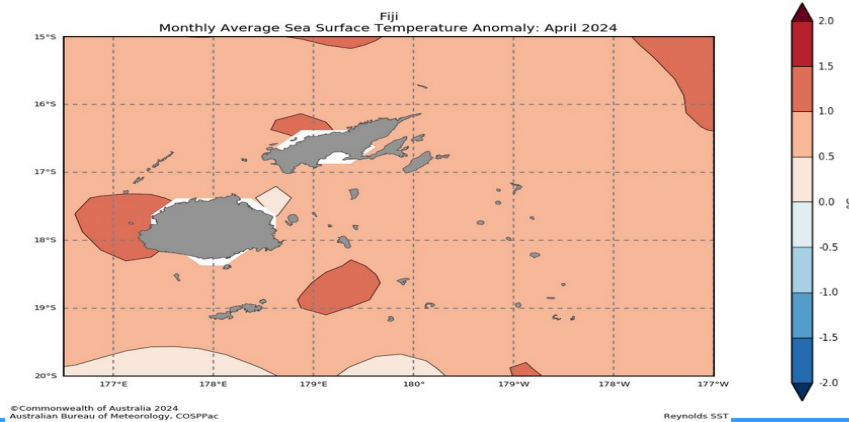 Fiji
Monthly Average Sea Surface Temperature Anomaly: April 2024
15°S
16°S
17°S
18°S
19°S
20°S
177°E
178°E
179°E
180°
179°W
178°W
177°W
2.0
1.5
1.0
0.5
0.0
-0.5
-1.0
-1.5
-2.0
©Commonwealth of Australia 2024
Australian Bureau of Meteorology, COSPPac
Reynolds SST